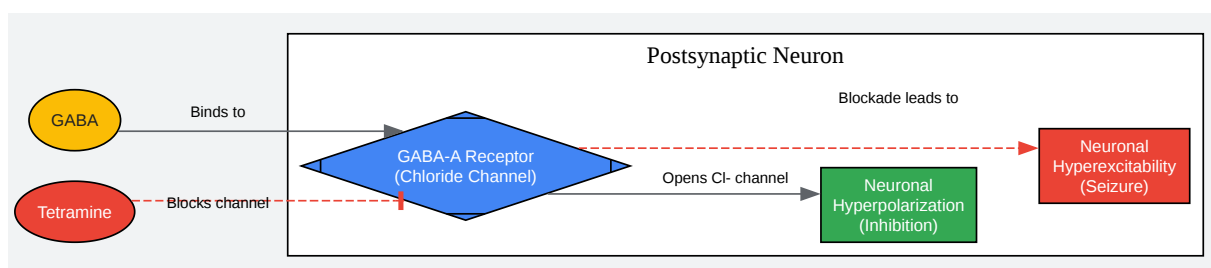 Postsynaptic Neuron
GABA
Binds to
Tetramine
Blocks channel
GABA-A Receptor
(Chloride Channel)
Blockade leads to
Opens Cl- channel
Neuronal
Hyperpolarization
(Inhibition)
Neuronal
Hyperexcitability
(Seizure)